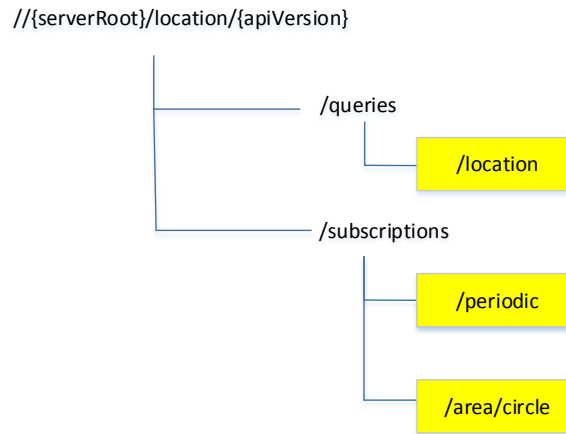 //{serverRoot}/location/{apiVersion}
/queries
/location
/subscriptions
/periodic
/area/circle